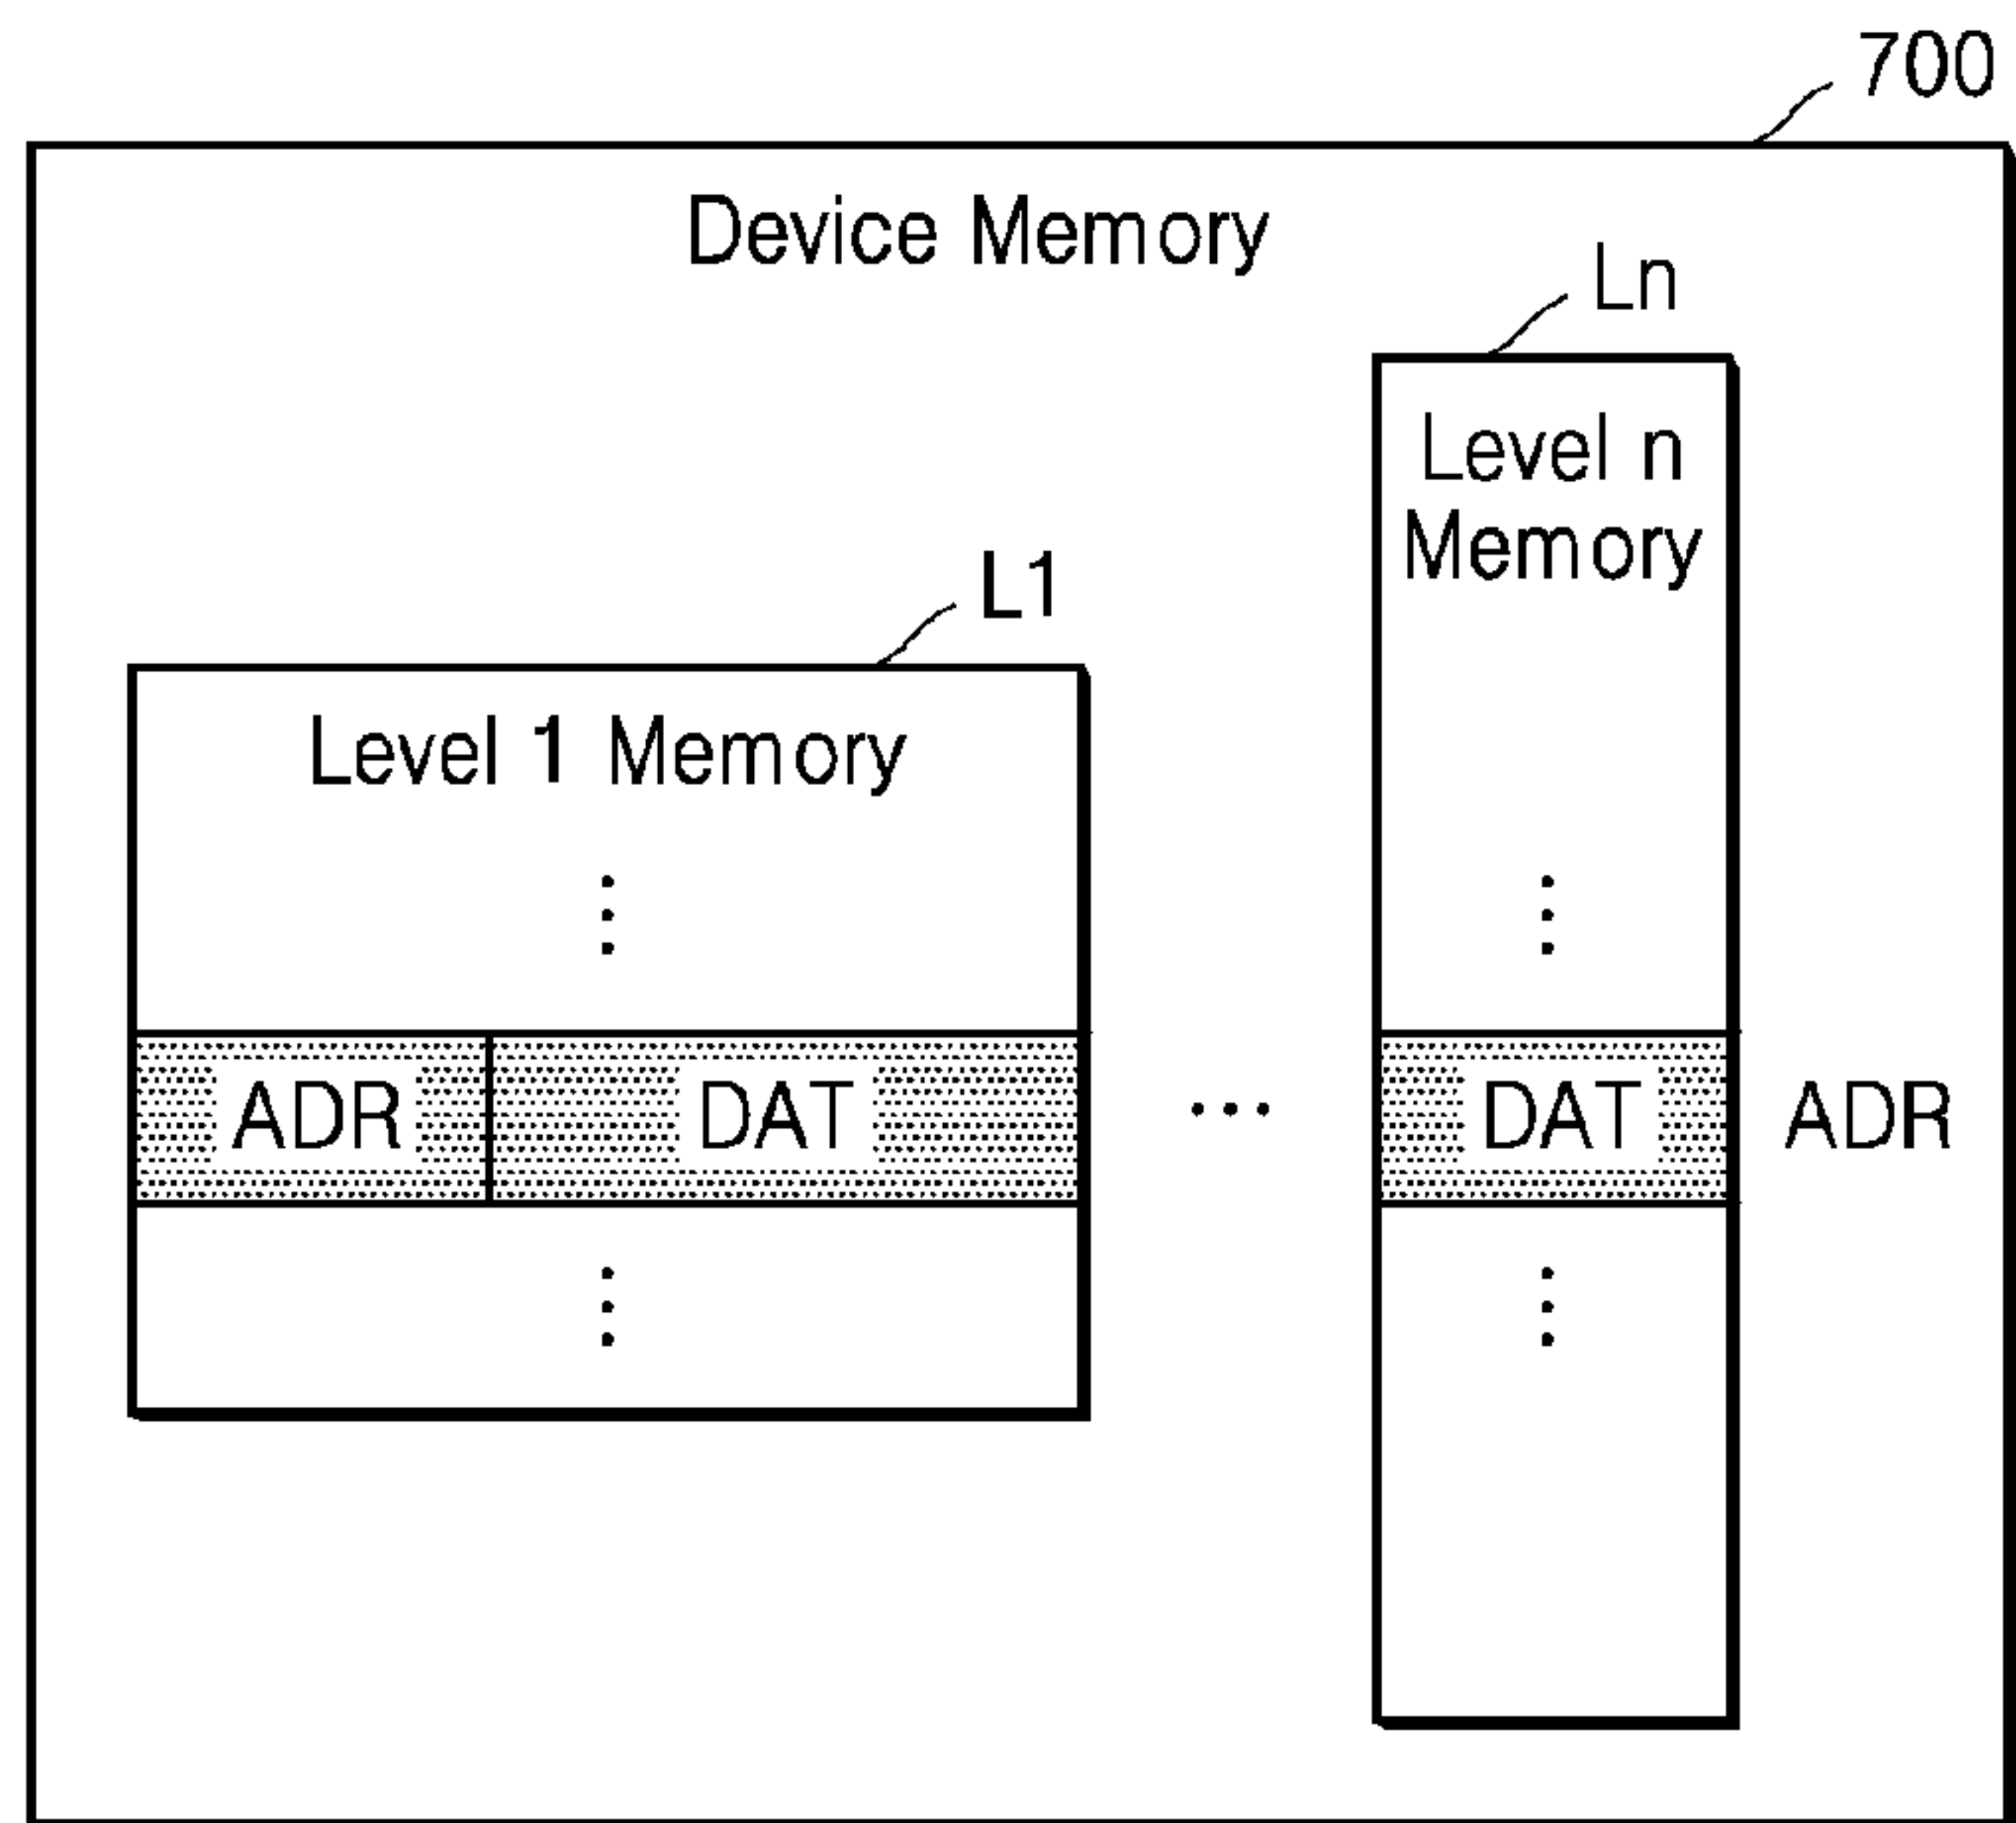 700
Device Memory
Ln
Level n
Memory
L1
Level 1 Memory
ADR DAT ... DAT ADR